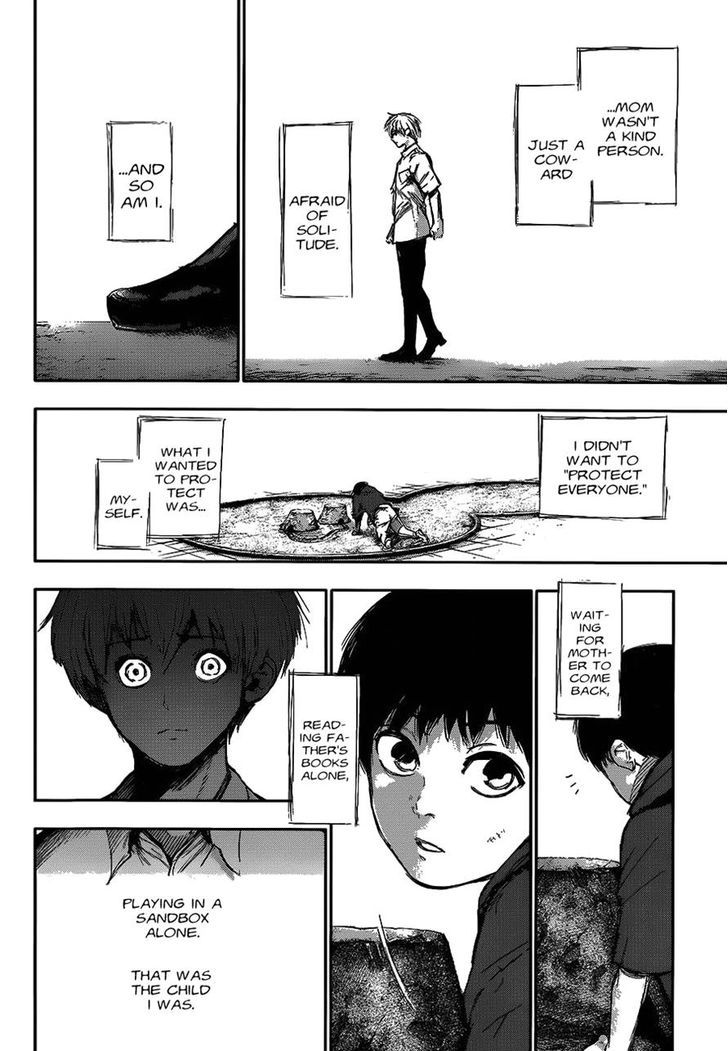 ...MOM
WASN'T
A KIND
PERSON.
JUST A
COW-
ARD
AFRAID
OF
SOLI-
TUDE.
...AND
SO
AM I.
I DIDN'T
WANT TO
"PROTECT
EVERYONE."
WHAT I
WANTED
TO PRO-
TECT
WAS...
MY-
SELF.
WAIT-
ING
FOR
MOTH-
ER TO
COME
BACK,
READ-
ING FA-
THER'S
BOOKS
ALONE,
PLAYING IN A
SANDBOX
ALONE.
THAT WAS
THE CHILD
I WAS.